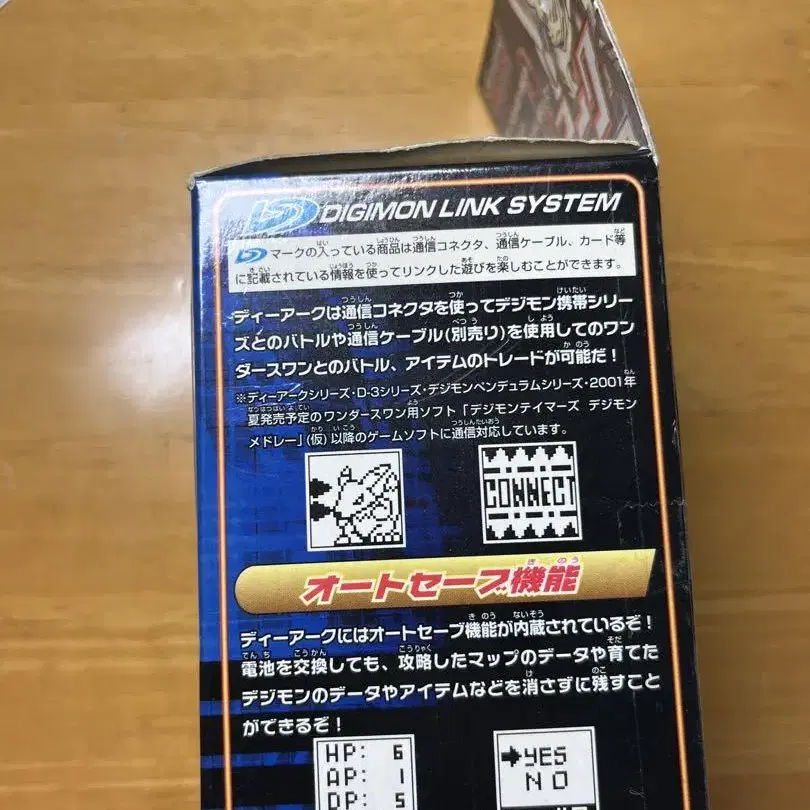 DIGIMON LINK SYSTEM
マークの入っている商品は通信コネクタ、通信ケーブル、カード等
に記載されている情報を使ってリンクした遊びを楽しむことができます。
ディーアークは通信コネクタを使ってデジモン携帯シリー
ズとのバトルや通信ケーブル(別売り)を使用してのワン
ダースワンとのバトル、アイテムのトレードが可能だ!
※ディーアークシリーズ・D-3シリーズ・デジモンペンデュラムシリーズ・2001年
夏発売予定のワンダースワン用ソフト「デジモンテイマーズ デジモン
メドレー」(仮)以降のゲームソフトに通信対応しています。
CONNECT
オートセーブ機能
ディーアークにはオートセーブ機能が内蔵されているぞ!
電池を交換しても、攻略したマップのデータや育てた
デジモンのデータやアイテムなどを消さずに残すこと
ができるぞ!
HP: 6
AP: 1
DP: 5
YES
NO